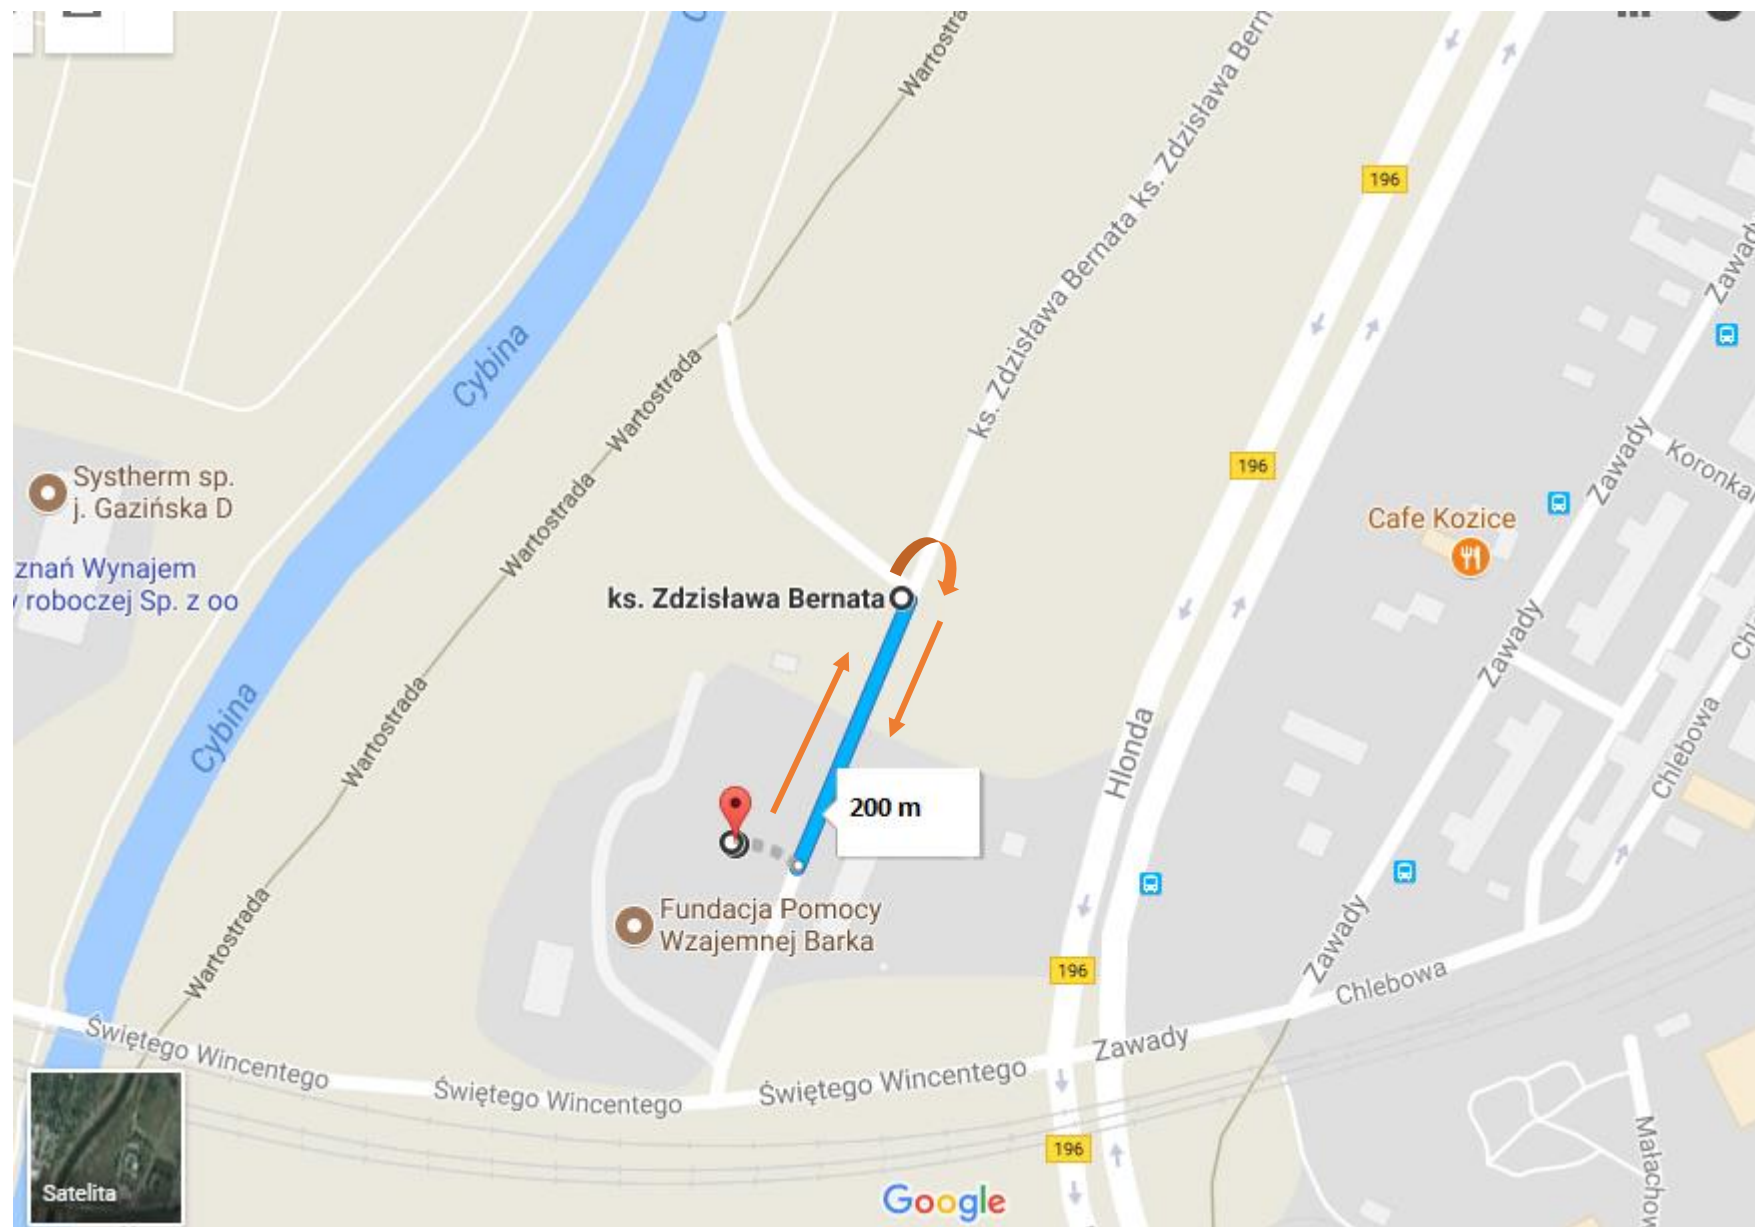 Wartostra
ks. Zdzisława Bernata ks. Zdzisława Bern
196
Zawady
Cybina
Wartostrada
Wartostrada
196
Zawady
Koronkar
Systherm sp.
j. Gazińska D
Cafe Kozice
znań Wynajem
roboczej Sp. z oo
ks. Zdzisława Bernata
Zawady
Cybina
Wartostrada
Hlonda
Chlebowa
200 m
Wartostrada
Fundacja Pomocy
Wzajemnej Barka
Zawady
196
Chlebowa
Świętego Wincentego
Świętego Wincentego
Świętego Wincentego
Zawady
196
Małachow
Satelita
Google